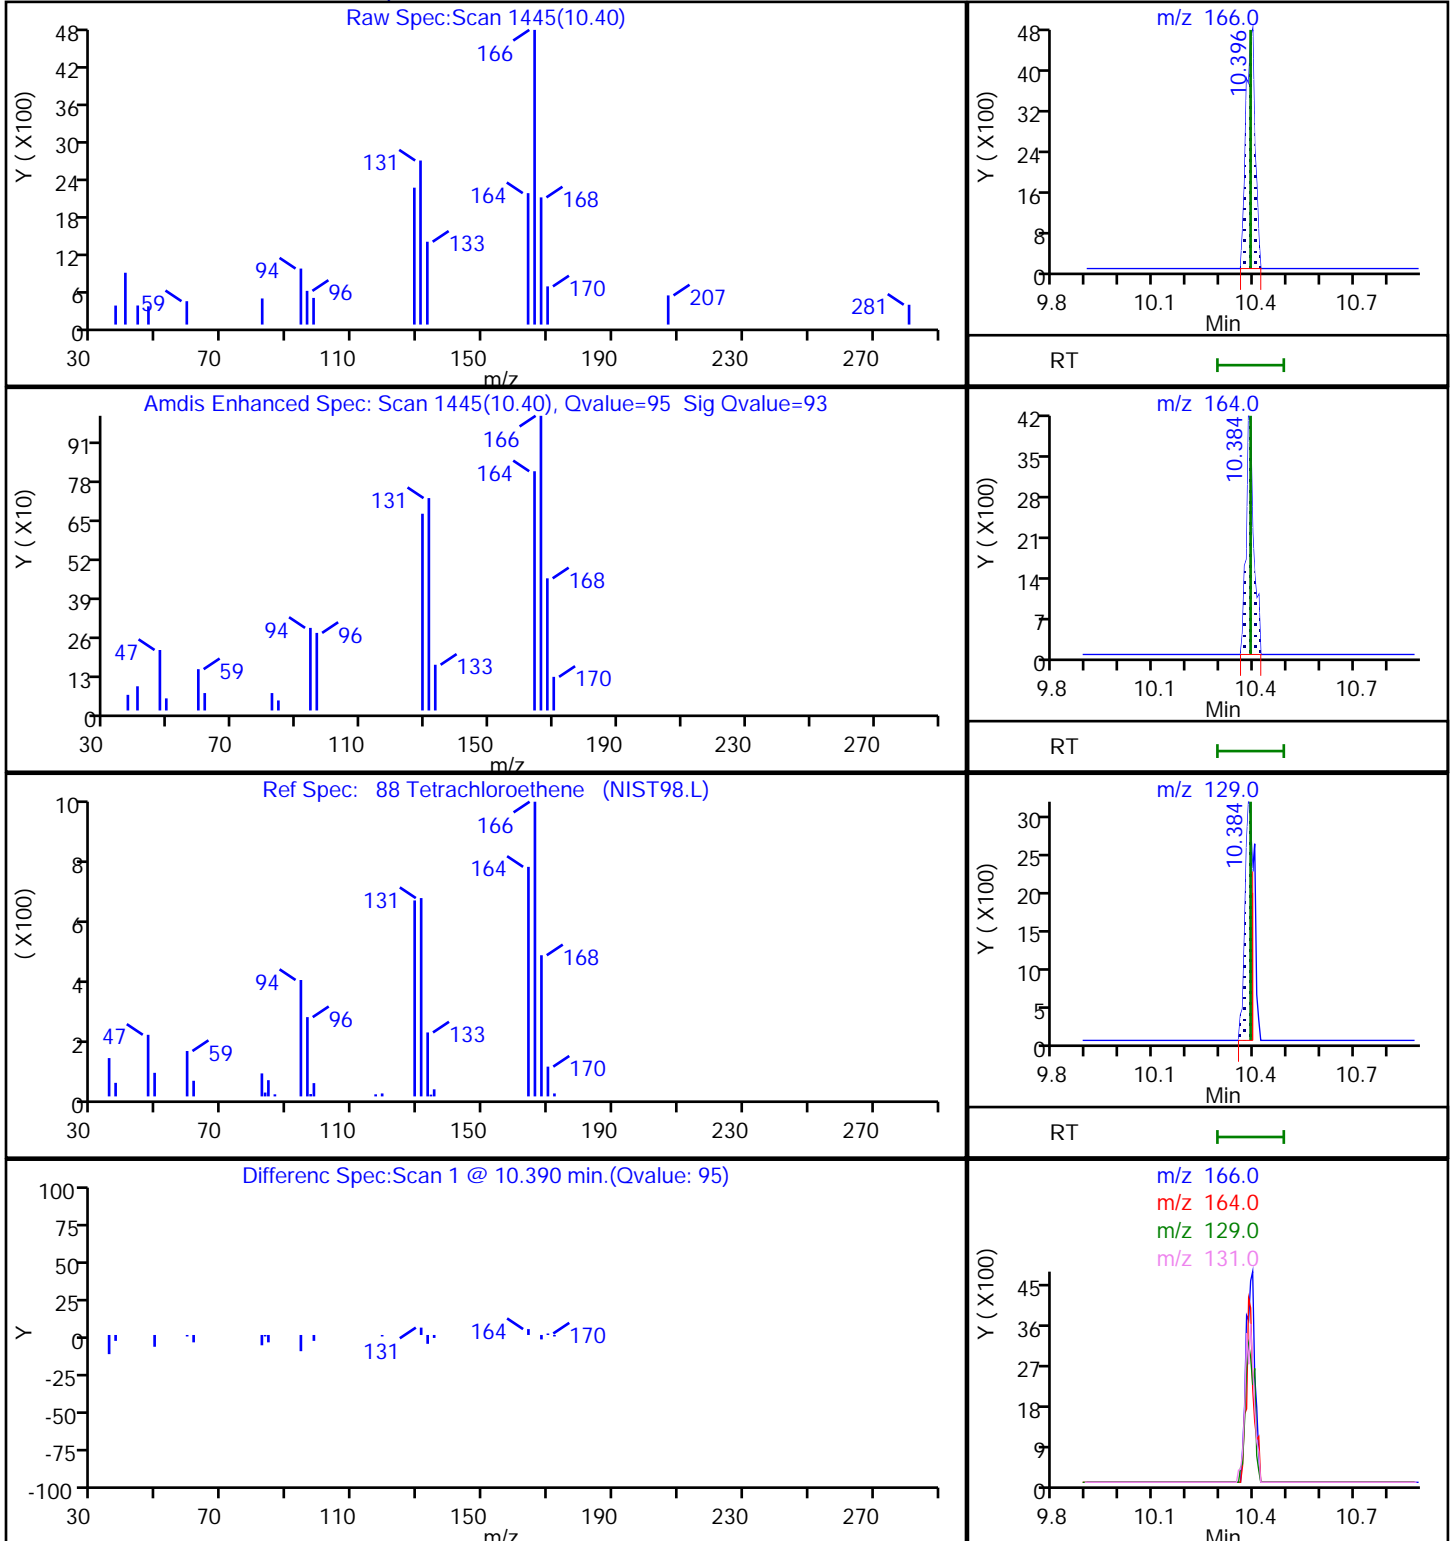 Raw Spec:Scan 1445(10.40)
Y ( X100)
48
42
36
30
24
18
12
6
0
166
131
164
168
133
94
96
170
59
207
281
30 70 110 150 190 230 270
m/z
m/z 166.0
Y ( X100)
48
40
32
24
16
8
0
10.396
9.8 10.1 10.4 10.7
Min
RT
Amdis Enhanced Spec: Scan 1445(10.40), Qvalue=95 Sig Qvalue=93
Y ( X10)
91
78
65
52
39
26
13
0
166
164
131
168
94
96
47
59
133
170
30 70 110 150 190 230 270
m/z
m/z 164.0
Y ( X100)
42
35
28
21
14
7
0
10.384
9.8 10.1 10.4 10.7
Min
RT
Ref Spec: 88 Tetrachloroethene (NIST98.L)
( X100)
10
8
6
4
2
0
166
164
131
168
94
96
47
59
133
170
30 70 110 150 190 230 270
m/z 129.0
Y ( X100)
30
25
20
15
10
5
0
10.384
9.8 10.1 10.4 10.7
Min
RT
Differenc Spec:Scan 1 @ 10.390 min.(Qvalue: 95)
Y
100
75
50
25
0
-25
-50
-75
-100
131
164
170
30 70 110 150 190 230 270
m/z
m/z 166.0
m/z 164.0
m/z 129.0
m/z 131.0
Y ( X100)
45
36
27
18
9
0
9.8 10.1 10.4 10.7
Min